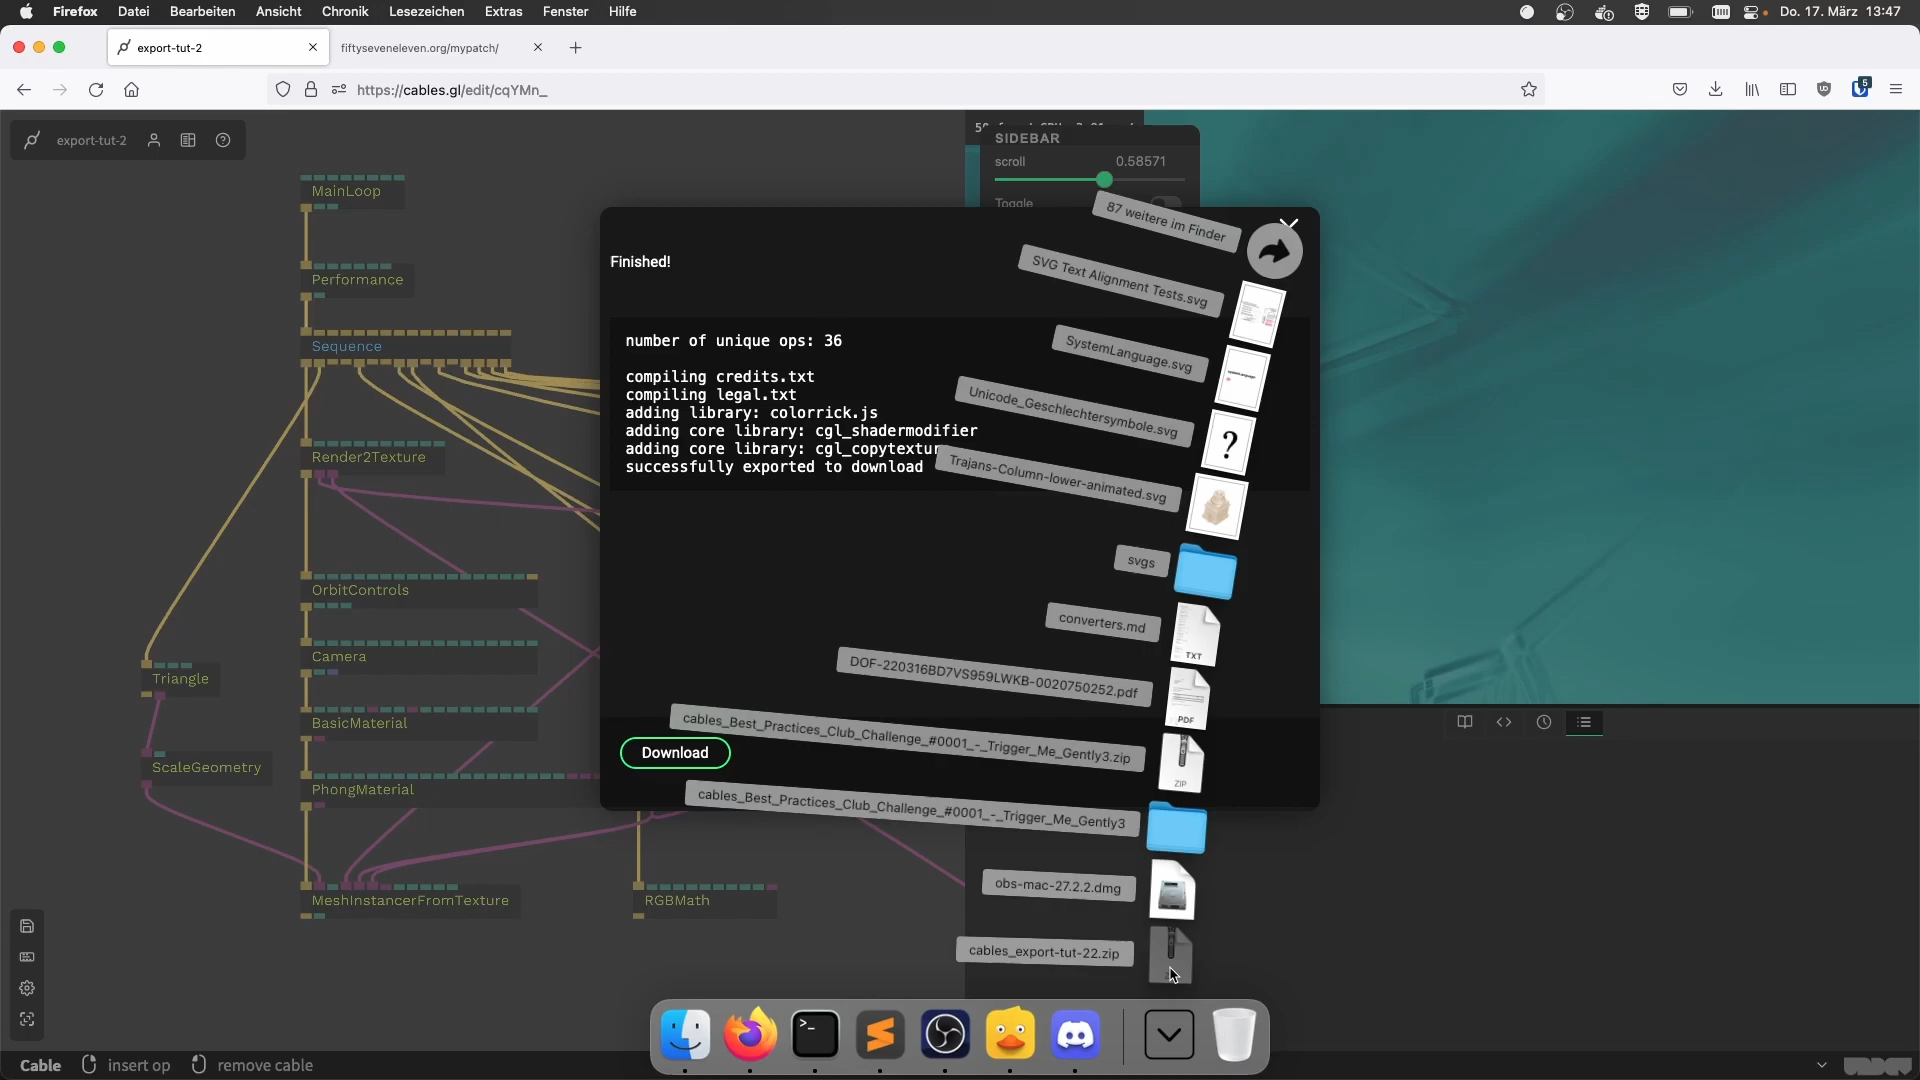 Firefox Datei Bearbeiten Ansicht Chronik Lesezeichen Extras Fenster Hilfe
Do. 17. März 13:47
export-tut-2
fiftyseveneleven.org/mypatch/
https://cables.gl/edit/cqYMn_
5
export-tut-2
SIDEBAR
scroll 0.58571
Toggle
MainLoop
Performance
Sequence
Render2Texture
OrbitControls
Camera
Triangle
BasicMaterial
ScaleGeometry
PhongMaterial
MeshInstancerFromTexture
RGBMath
Finished!
number of unique ops: 36
compiling credits.txt
compiling legal.txt
adding library: colorrick.js
adding core library: cgl_shadermodifier
adding core library: cgl_copytextur
successfully exported to download
Download
87 weitere im Finder
SVG Text Alignment Tests.svg
SystemLanguage.svg
Unicode_Geschlechtersymbole.svg
?
Trajans-Column-lower-animated.svg
svgs
converters.md
TXT
DOF-220316BD7VS959LWKB-0020750252.pdf
PDF
cables_Best_Practices_Club_Challenge_#0001_-_Trigger_Me_Gently3.zip
ZIP
cables_Best_Practices_Club_Challenge_#0001_-_Trigger_Me_Gently3
obs-mac-27.2.2.dmg
cables_export-tut-22.zip
Cable insert op remove cable